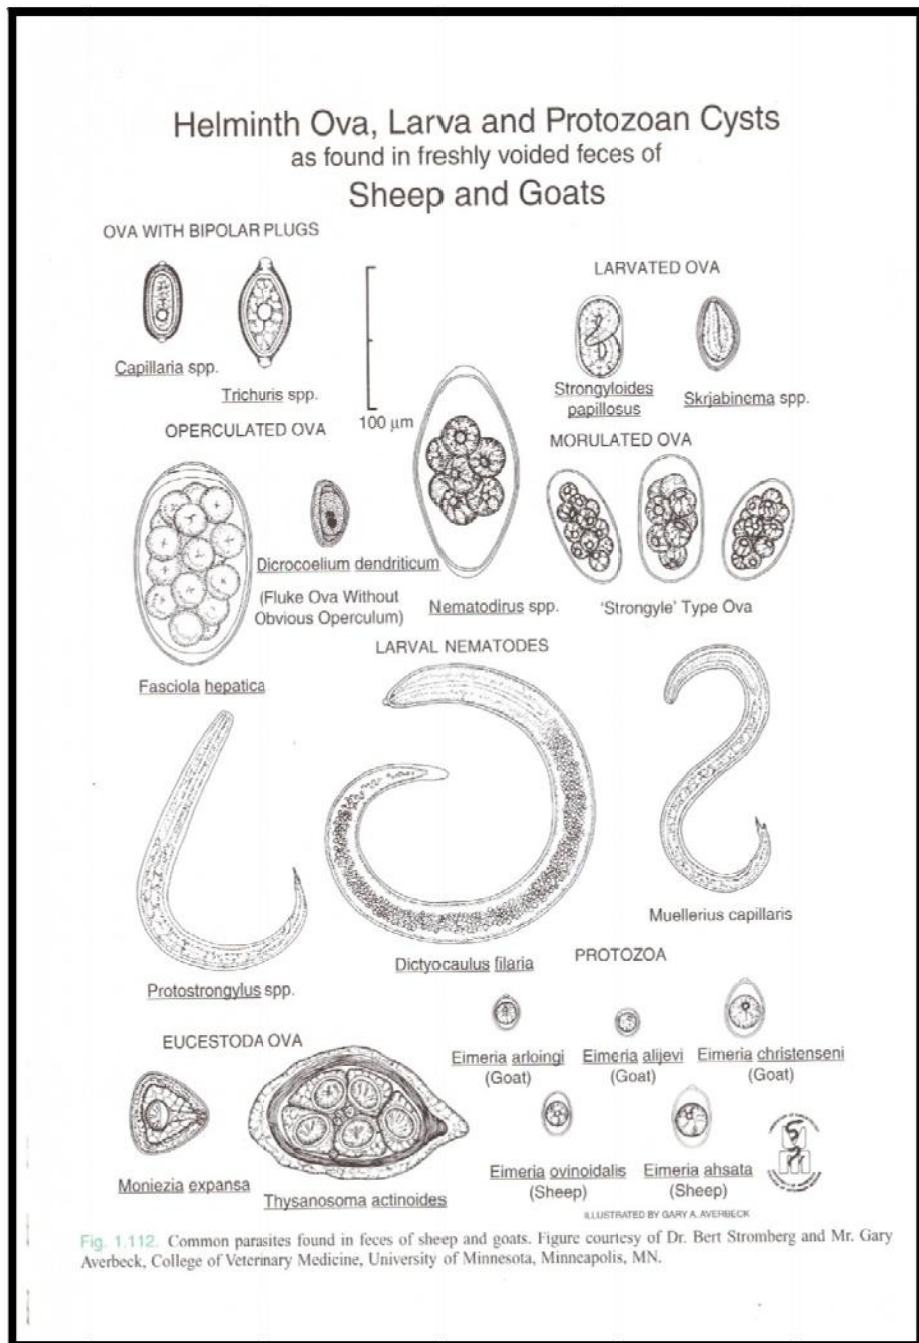 Helminth Ova, Larva and Protozoan Cysts
as found in freshly voided feces of
Sheep and Goats
OVA WITH BIPOLAR PLUGS
Capillaria spp.
Trichuris spp.
100 µm
LARVATED OVA
Strongyloides
papillosus
Skrjabinema spp.
OPERCULATED OVA
Fasciola hepatica
Dicrocoelium dendriticum
(Fluke Ova Without
Obvious Operculum)
Nematodirus spp.
MORULATED OVA
'Strongyle' Type Ova
LARVAL NEMATODES
Protostrongylus spp.
Dictyocaulus filaria
Muellerius capillaris
PROTOZOA
Eimeria arloingi
(Goat)
Eimeria alijevi
(Goat)
Eimeria christenseni
(Goat)
Eimeria ovinoidalis
(Sheep)
Eimeria ahsata
(Sheep)
EUCESTODA OVA
Moniezia expansa
Thysanosoma actinoides
ILLUSTRATED BY GARY A. AVERBECK
Fig. 1.112. Common parasites found in feces of sheep and goats. Figure courtesy of Dr. Bert Stromberg and Mr. Gary
Averbeck, College of Veterinary Medicine, University of Minnesota, Minneapolis, MN.